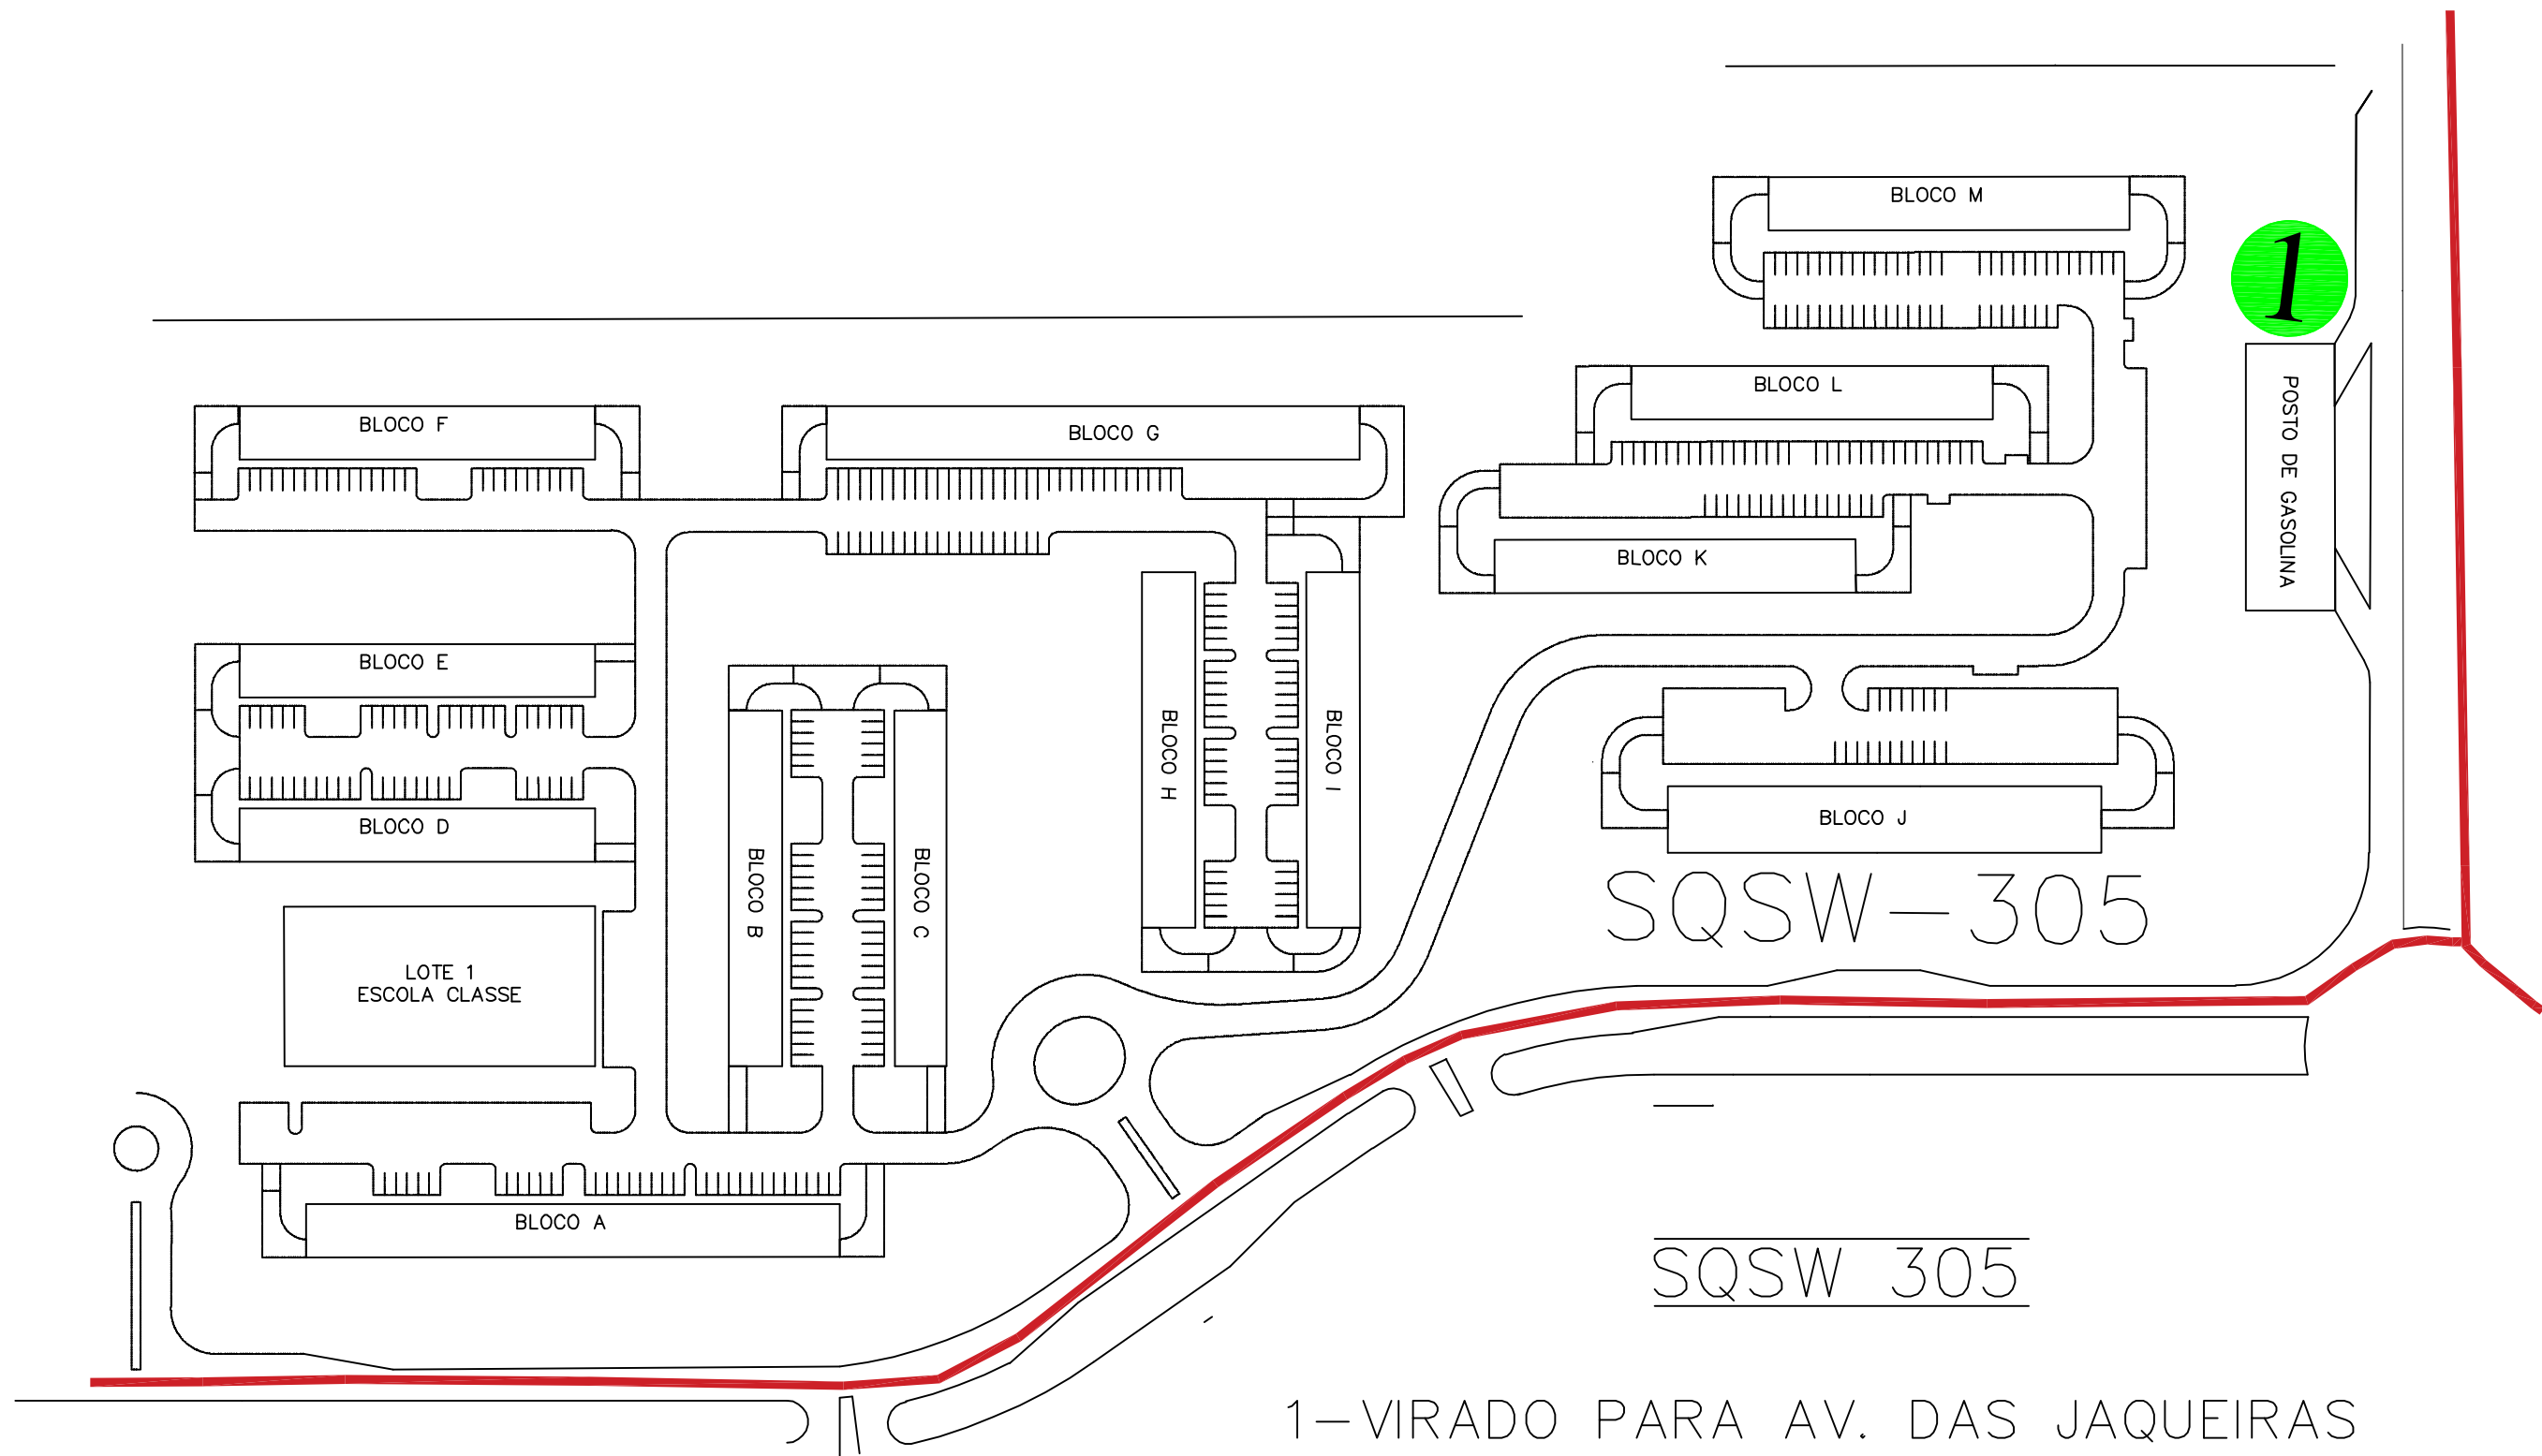 BLOCO M
1
BLOCO L
BLOCO F
BLOCO G
POSTO DE GASOLINA
BLOCO K
BLOCO E
BLOCO H
BLOCO I
BLOCO D
BLOCO J
BLOCO B
BLOCO C
SQSW-305
LOTE 1
ESCOLA CLASSE
BLOCO A
SQSW 305
1-VIRADO PARA AV. DAS JAQUEIRAS